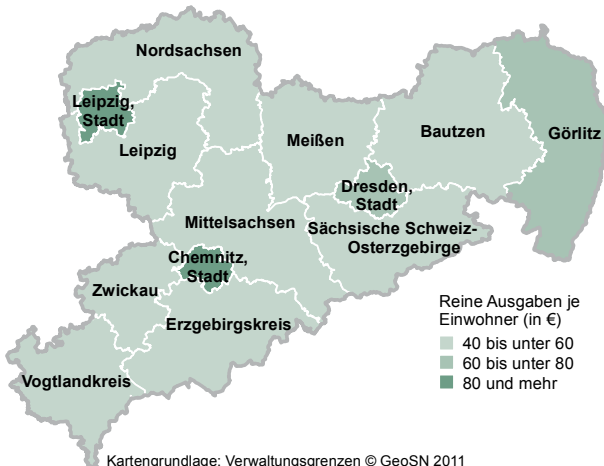 Nordsachsen
Leipzig,
Stadt
Leipzig
Meißen
Bautzen
Görlitz
Dresden,
Stadt
Mittelsachsen
Sächsische Schweiz-
Osterzgebirge
Chemnitz,
Stadt
Zwickau
Erzgebirgskreis
Vogtlandkreis
Reine Ausgaben je
Einwohner (in €)
40 bis unter 60
60 bis unter 80
80 und mehr
Kartengrundlage: Verwaltungsgrenzen © GeoSN 2011